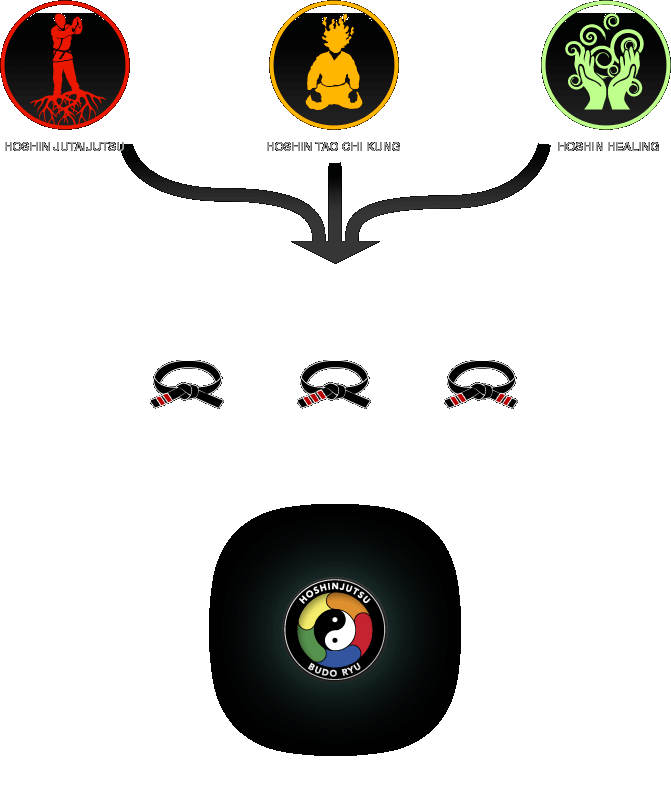 HOSHIN JUTAIJUTSU
HOSHIN TAO CHI KUNG
HOSHIN HEALING
HOSHINJUTSU
BUDO RYU